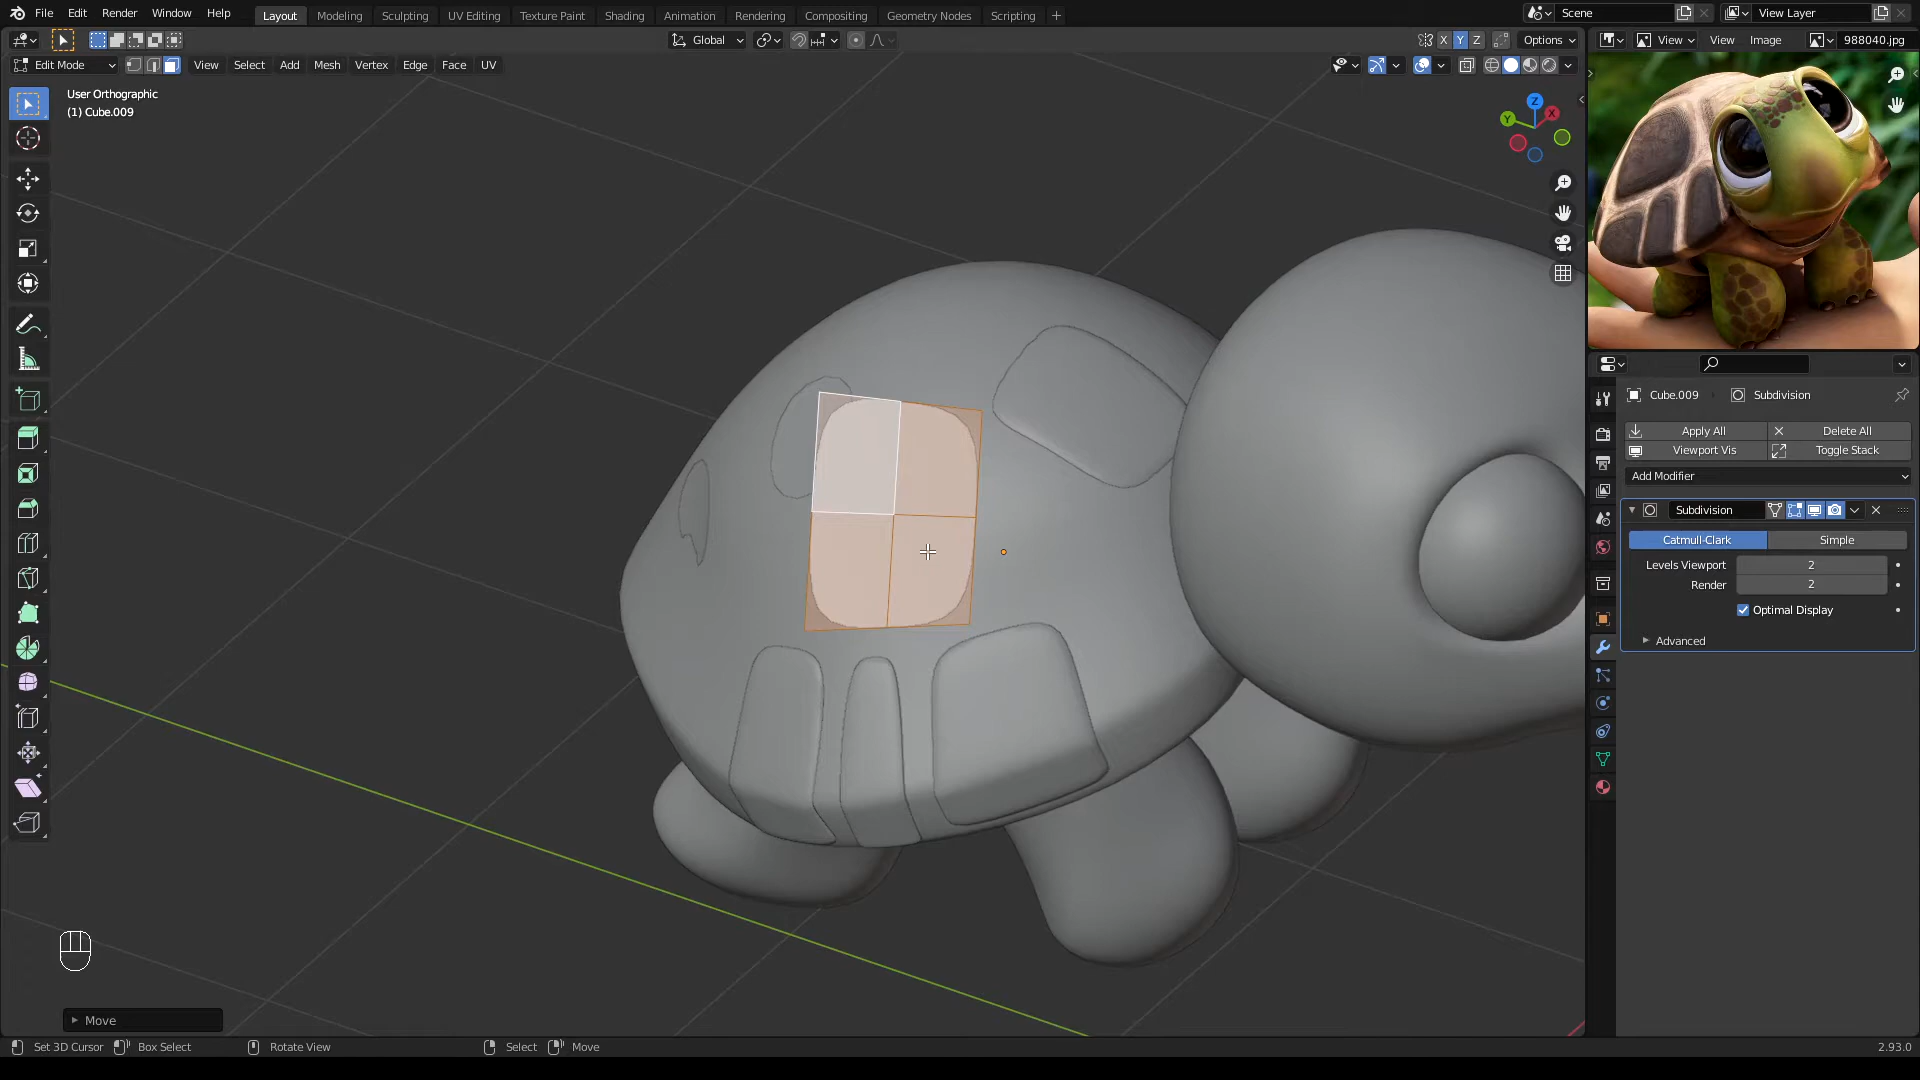 File Edit Render Window Help
Layout Modeling Sculpting UV Editing Texture Paint Shading Animation Rendering Compositing Geometry Nodes Scripting +
Scene
View Layer
Global
X Y Z
Options
View View Image 988040.jpg
Edit Mode
View Select Add Mesh Vertex Edge Face UV
User Orthographic
(1) Cube.009
Z
Y
X
Cube.009 Subdivision
Apply All Delete All
Viewport Vis Toggle Stack
Add Modifier
Subdivision
Catmull-Clark Simple
Levels Viewport 2
Render 2
Optimal Display
Advanced
Move
Set 3D Cursor Box Select Rotate View Select Move 2.93.0